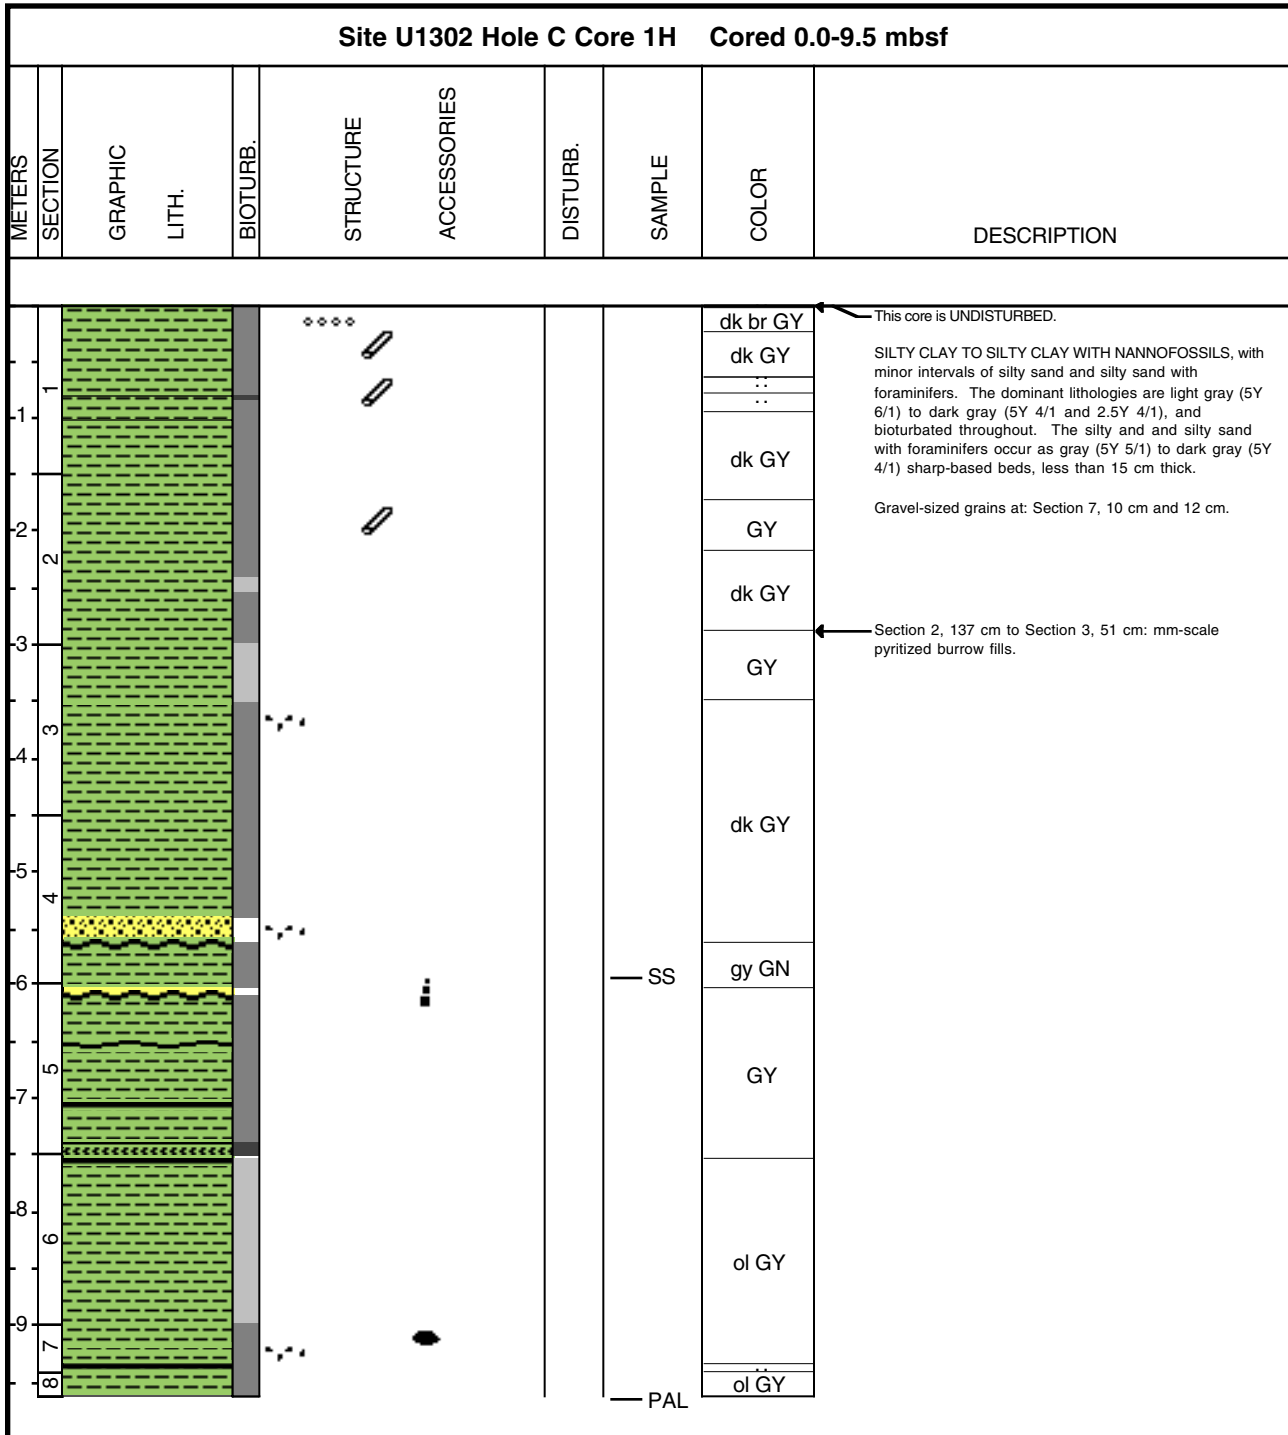 Site U1302 Hole C Core 1H Cored 0.0-9.5 mbsf
METERS
SECTION
GRAPHIC
LITH.
BIOTURB.
STRUCTURE
ACCESSORIES
DISTURB.
SAMPLE
COLOR
DESCRIPTION
1
2
3
4
5
6
7
8
9
1
2
3
4
5
6
7
8
SS
PAL
dk br GY
dk GY
: :
. .
dk GY
GY
dk GY
GY
dk GY
gy GN
GY
ol GY
. .
ol GY
This core is UNDISTURBED.
SILTY CLAY TO SILTY CLAY WITH NANNOFOSSILS, with
minor intervals of silty sand and silty sand with
foraminifers. The dominant lithologies are light gray (5Y
6/1) to dark gray (5Y 4/1 and 2.5Y 4/1), and
bioturbated throughout. The silty and and silty sand
with foraminifers occur as gray (5Y 5/1) to dark gray (5Y
4/1) sharp-based beds, less than 15 cm thick.
Gravel-sized grains at: Section 7, 10 cm and 12 cm.
Section 2, 137 cm to Section 3, 51 cm: mm-scale
pyritized burrow fills.